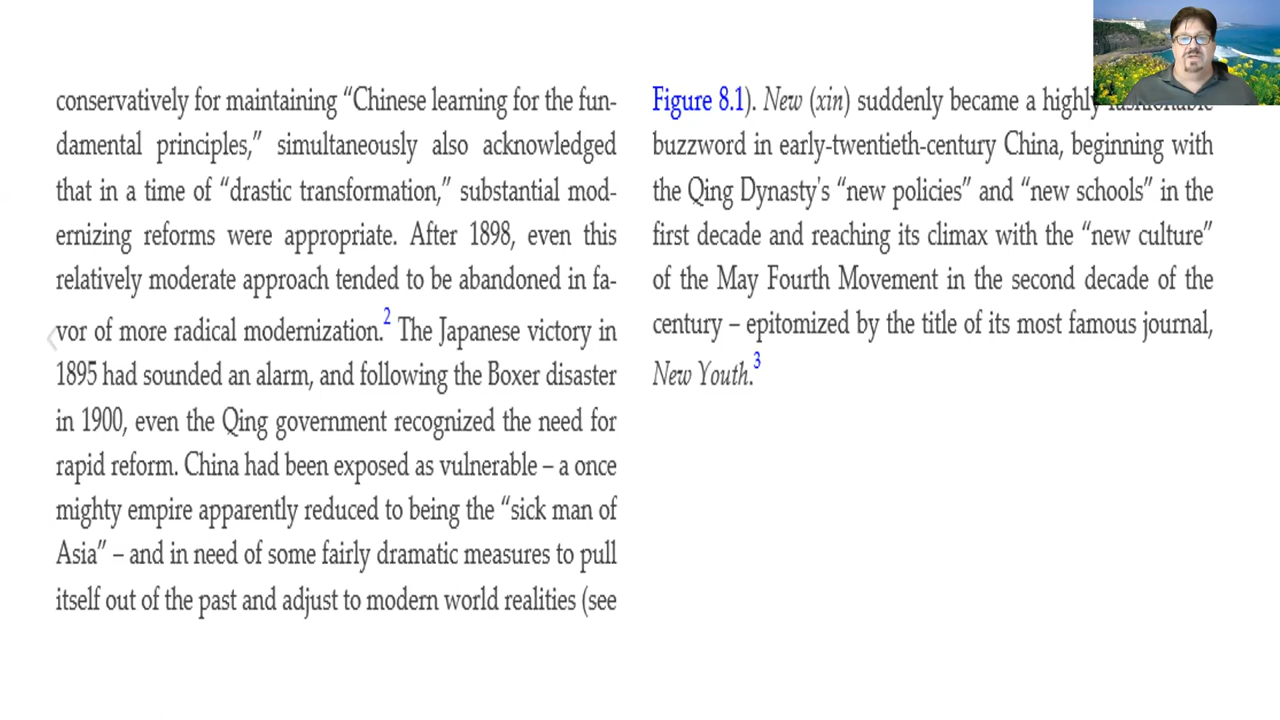 conservatively for maintaining “Chinese learning for the fun-
damental principles,” simultaneously also acknowledged
that in a time of “drastic transformation,” substantial mod-
ernizing reforms were appropriate. After 1898, even this
relatively moderate approach tended to be abandoned in fa-
vor of more radical modernization.2 The Japanese victory in
1895 had sounded an alarm, and following the Boxer disaster
in 1900, even the Qing government recognized the need for
rapid reform. China had been exposed as vulnerable – a once
mighty empire apparently reduced to being the “sick man of
Asia” – and in need of some fairly dramatic measures to pull
itself out of the past and adjust to modern world realities (see
Figure 8.1). New (xin) suddenly became a highly
buzzword in early-twentieth-century China, beginning with
the Qing Dynasty's “new policies” and “new schools” in the
first decade and reaching its climax with the “new culture”
of the May Fourth Movement in the second decade of the
century – epitomized by the title of its most famous journal,
New Youth.3